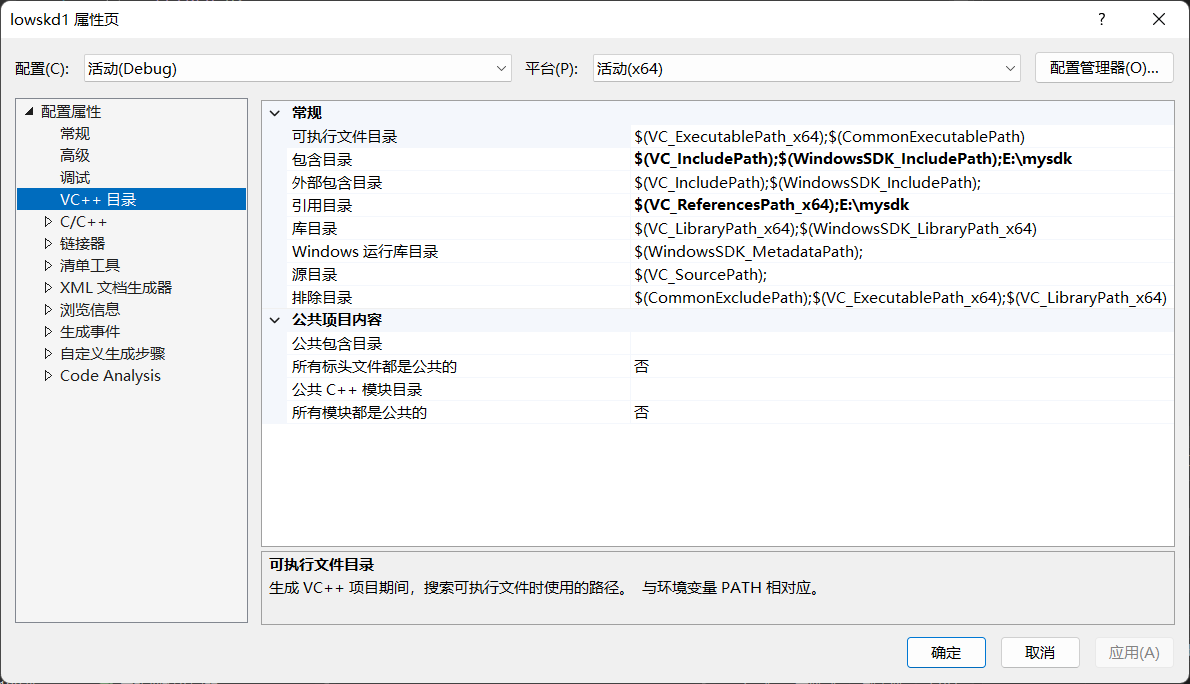 lowskd1 属性页
?
配置(C): 活动(Debug) 平台(P): 活动(x64) 配置管理器(O)...
配置属性
常规
高级
调试
VC++ 目录
C/C++
链接器
清单工具
XML 文档生成器
浏览信息
生成事件
自定义生成步骤
Code Analysis
常规
可执行文件目录 $(VC_ExecutablePath_x64);$(CommonExecutablePath)
包含目录 $(VC_IncludePath);$(WindowsSDK_IncludePath);E:\mysdk
外部包含目录 $(VC_IncludePath);$(WindowsSDK_IncludePath);
引用目录 $(VC_ReferencesPath_x64);E:\mysdk
库目录 $(VC_LibraryPath_x64);$(WindowsSDK_LibraryPath_x64)
Windows 运行库目录 $(WindowsSDK_MetadataPath);
源目录 $(VC_SourcePath);
排除目录 $(CommonExcludePath);$(VC_ExecutablePath_x64);$(VC_LibraryPath_x64)
公共项目内容
公共包含目录
所有标头文件都是公共的 否
公共 C++ 模块目录
所有模块都是公共的 否
可执行文件目录
生成 VC++ 项目期间，搜索可执行文件时使用的路径。 与环境变量 PATH 相对应。
确定 取消 应用(A)